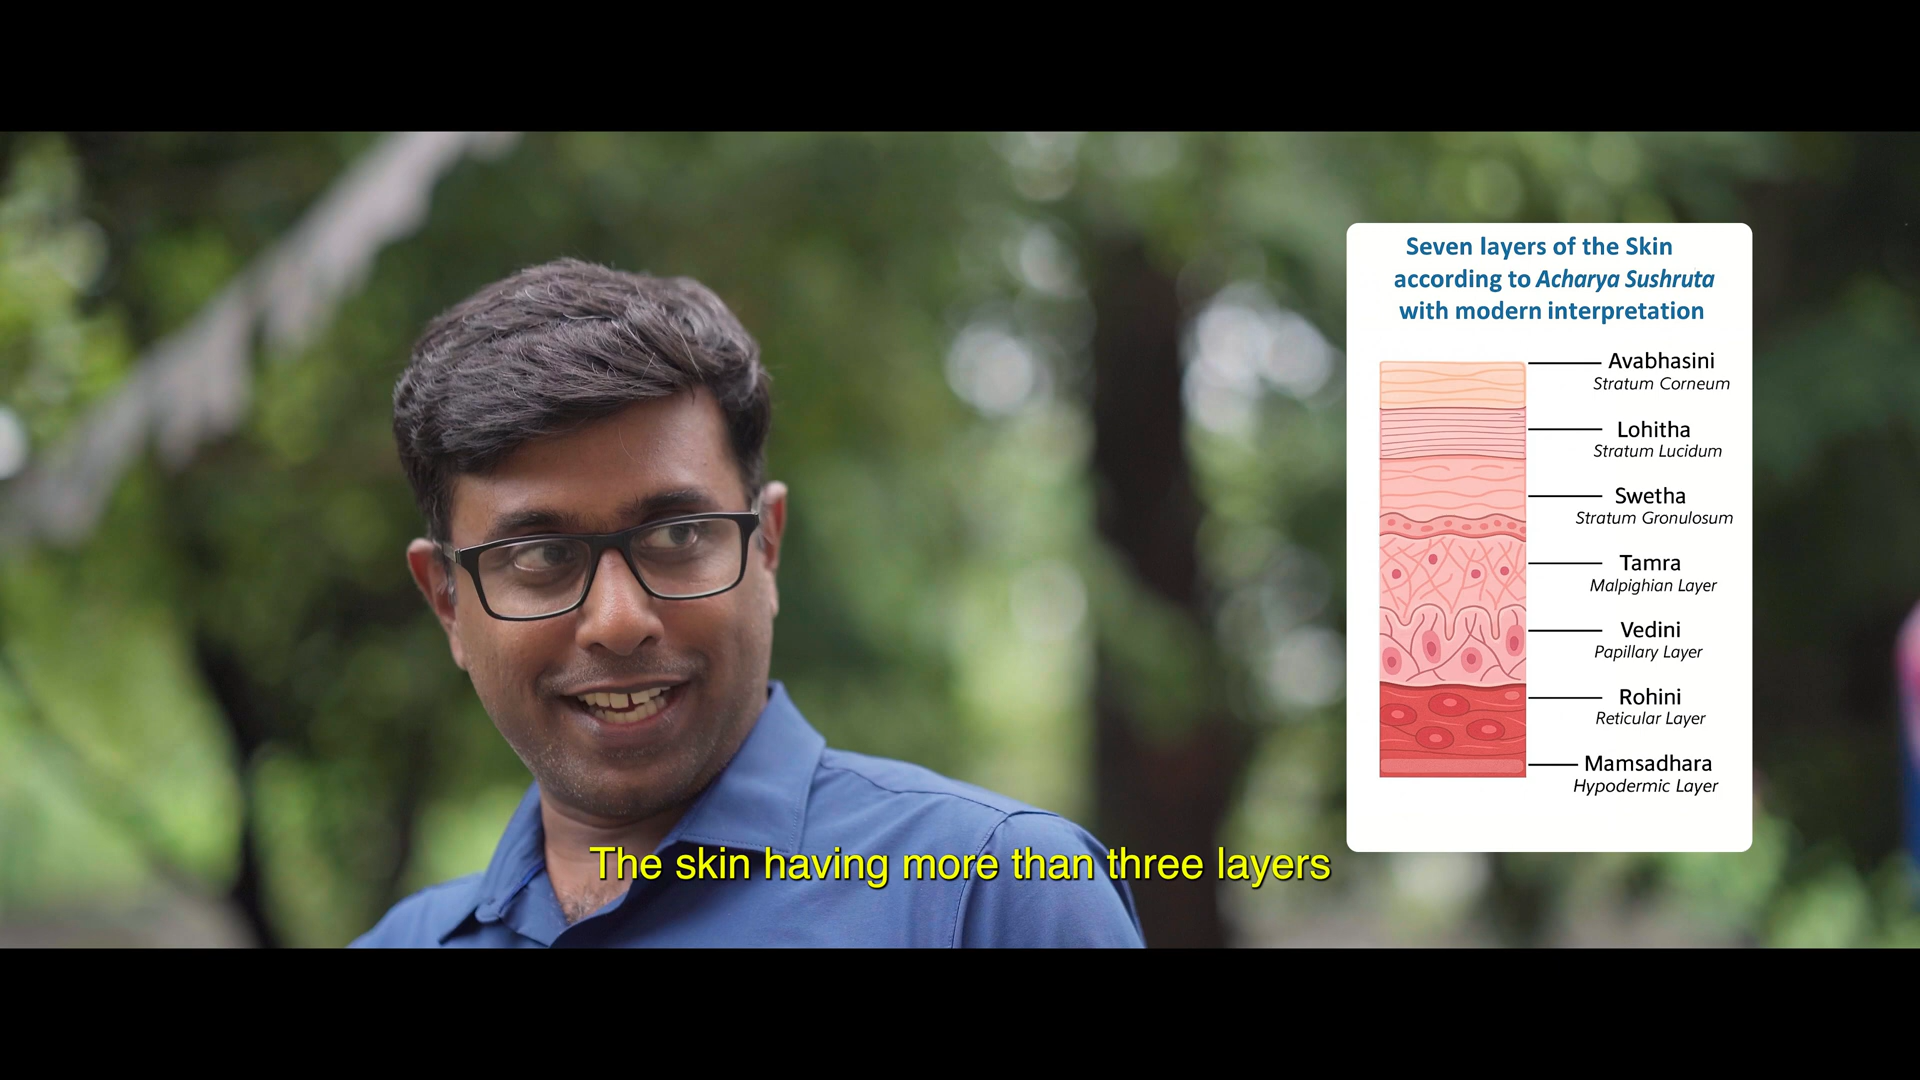 Seven layers of the Skin
according to Acharya Sushruta
with modern interpretation
Avabhasini
Stratum Corneum
Lohitha
Stratum Lucidum
Swetha
Stratum Gronulosum
Tamra
Malpighian Layer
Vedini
Papillary Layer
Rohini
Reticular Layer
Mamsadhara
Hypodermic Layer
The skin having more than three layers